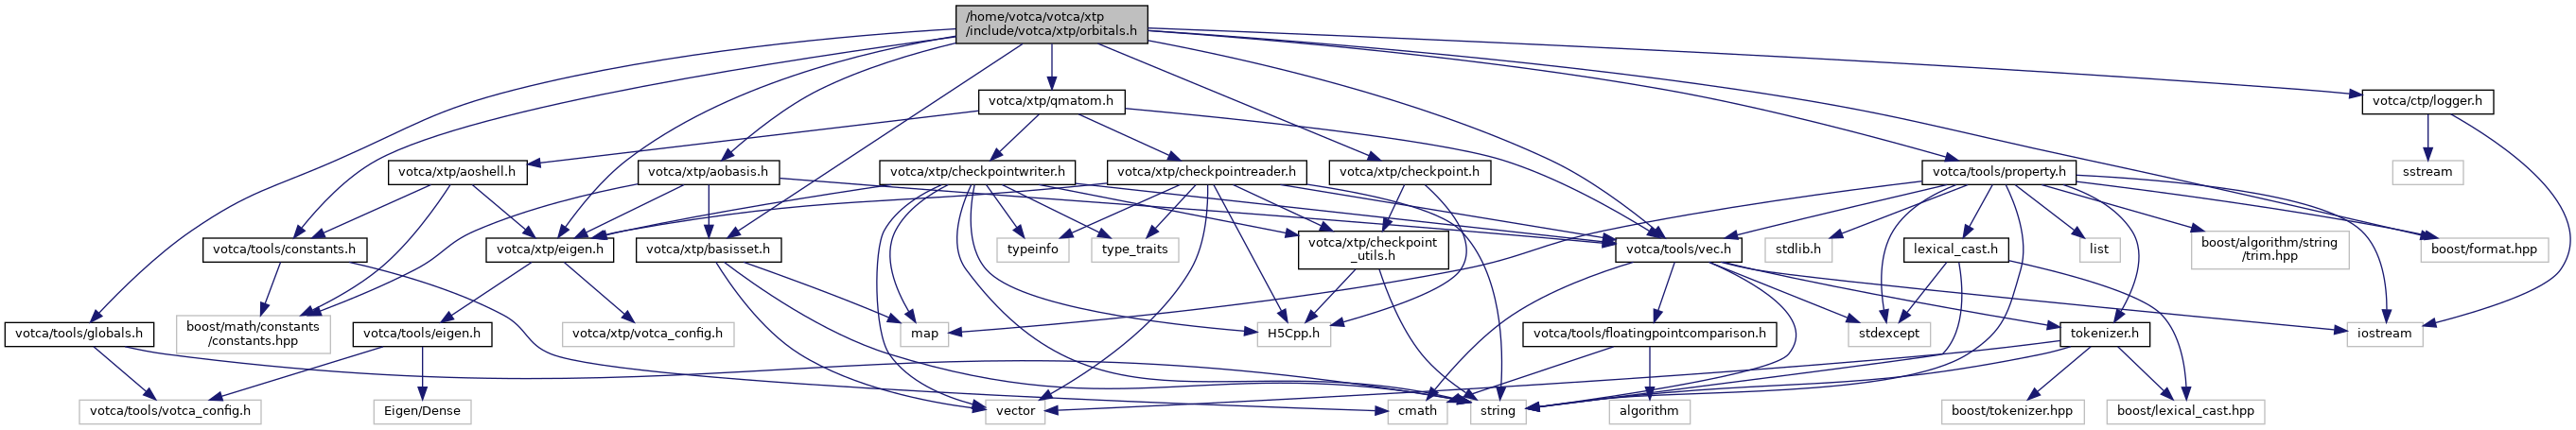 /home/votca/votca/xtp
/include/votca/xtp/orbitals.h
votca/xtp/qmatom.h
votca/ctp/logger.h
votca/xtp/aoshell.h
votca/xtp/aobasis.h
votca/xtp/checkpointwriter.h
votca/xtp/checkpointreader.h
votca/xtp/checkpoint.h
votca/tools/property.h
sstream
votca/tools/constants.h
votca/xtp/eigen.h
votca/xtp/basisset.h
typeinfo
type_traits
votca/xtp/checkpoint
_utils.h
votca/tools/vec.h
stdlib.h
lexical_cast.h
list
boost/algorithm/string
/trim.hpp
boost/format.hpp
votca/tools/globals.h
boost/math/constants
/constants.hpp
votca/tools/eigen.h
votca/xtp/votca_config.h
map
H5Cpp.h
votca/tools/floatingpointcomparison.h
stdexcept
tokenizer.h
iostream
votca/tools/votca_config.h
Eigen/Dense
vector
cmath
string
algorithm
boost/tokenizer.hpp
boost/lexical_cast.hpp